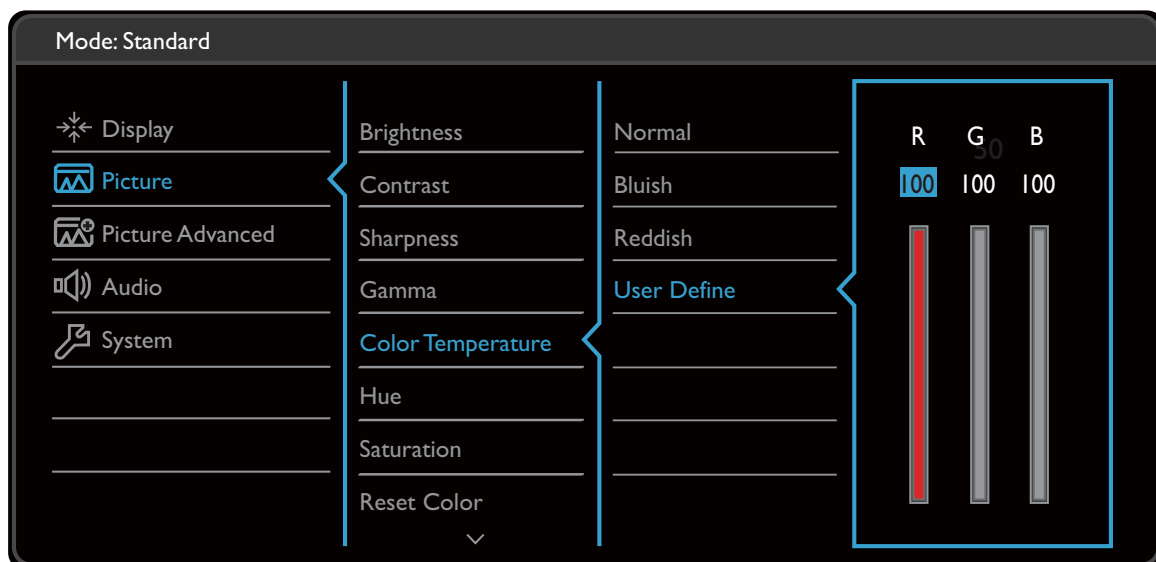 Mode: Standard
Display
Picture
Picture Advanced
Audio
System
Brightness
Contrast
Sharpness
Gamma
Color Temperature
Hue
Saturation
Reset Color
Normal
Bluish
Reddish
User Define
R G B
50
100 100 100